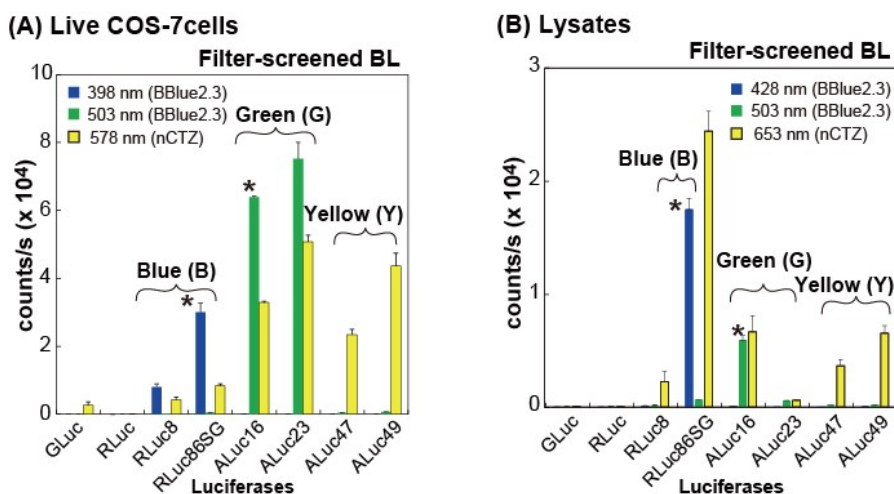 (A) Live COS-7cells
Filter-screened BL
10
8
6
4
2
0
counts/s (x 10⁴)
398 nm (BBlue2.3)
503 nm (BBlue2.3)
578 nm (nCTZ)
Green (G)
*
Yellow (Y)
Blue (B)
*
GLuc
RLuc
RLuc8
RLuc86SG
ALuc16
ALuc23
ALuc47
ALuc49
Luciferases
(B) Lysates
Filter-screened BL
3
2
1
0
counts/s (x 10⁴)
428 nm (BBlue2.3)
503 nm (BBlue2.3)
653 nm (nCTZ)
Blue (B)
*
Green (G)
Yellow (Y)
*
GLuc
RLuc
RLuc8
RLuc86SG
ALuc16
ALuc23
ALuc47
ALuc49
Luciferases